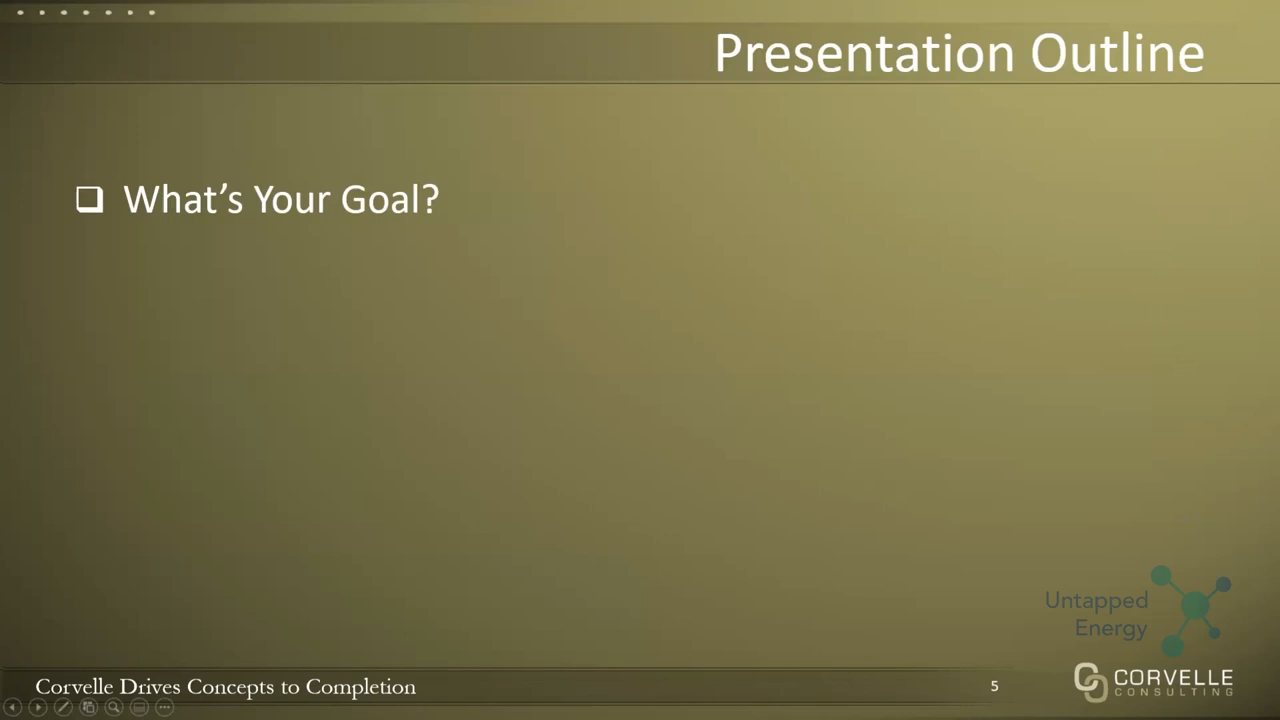 Presentation Outline
❑ What's Your Goal?
Untapped
Energy
Corvelle Drives Concepts to Completion
5
CORVELLE
CONSULTING